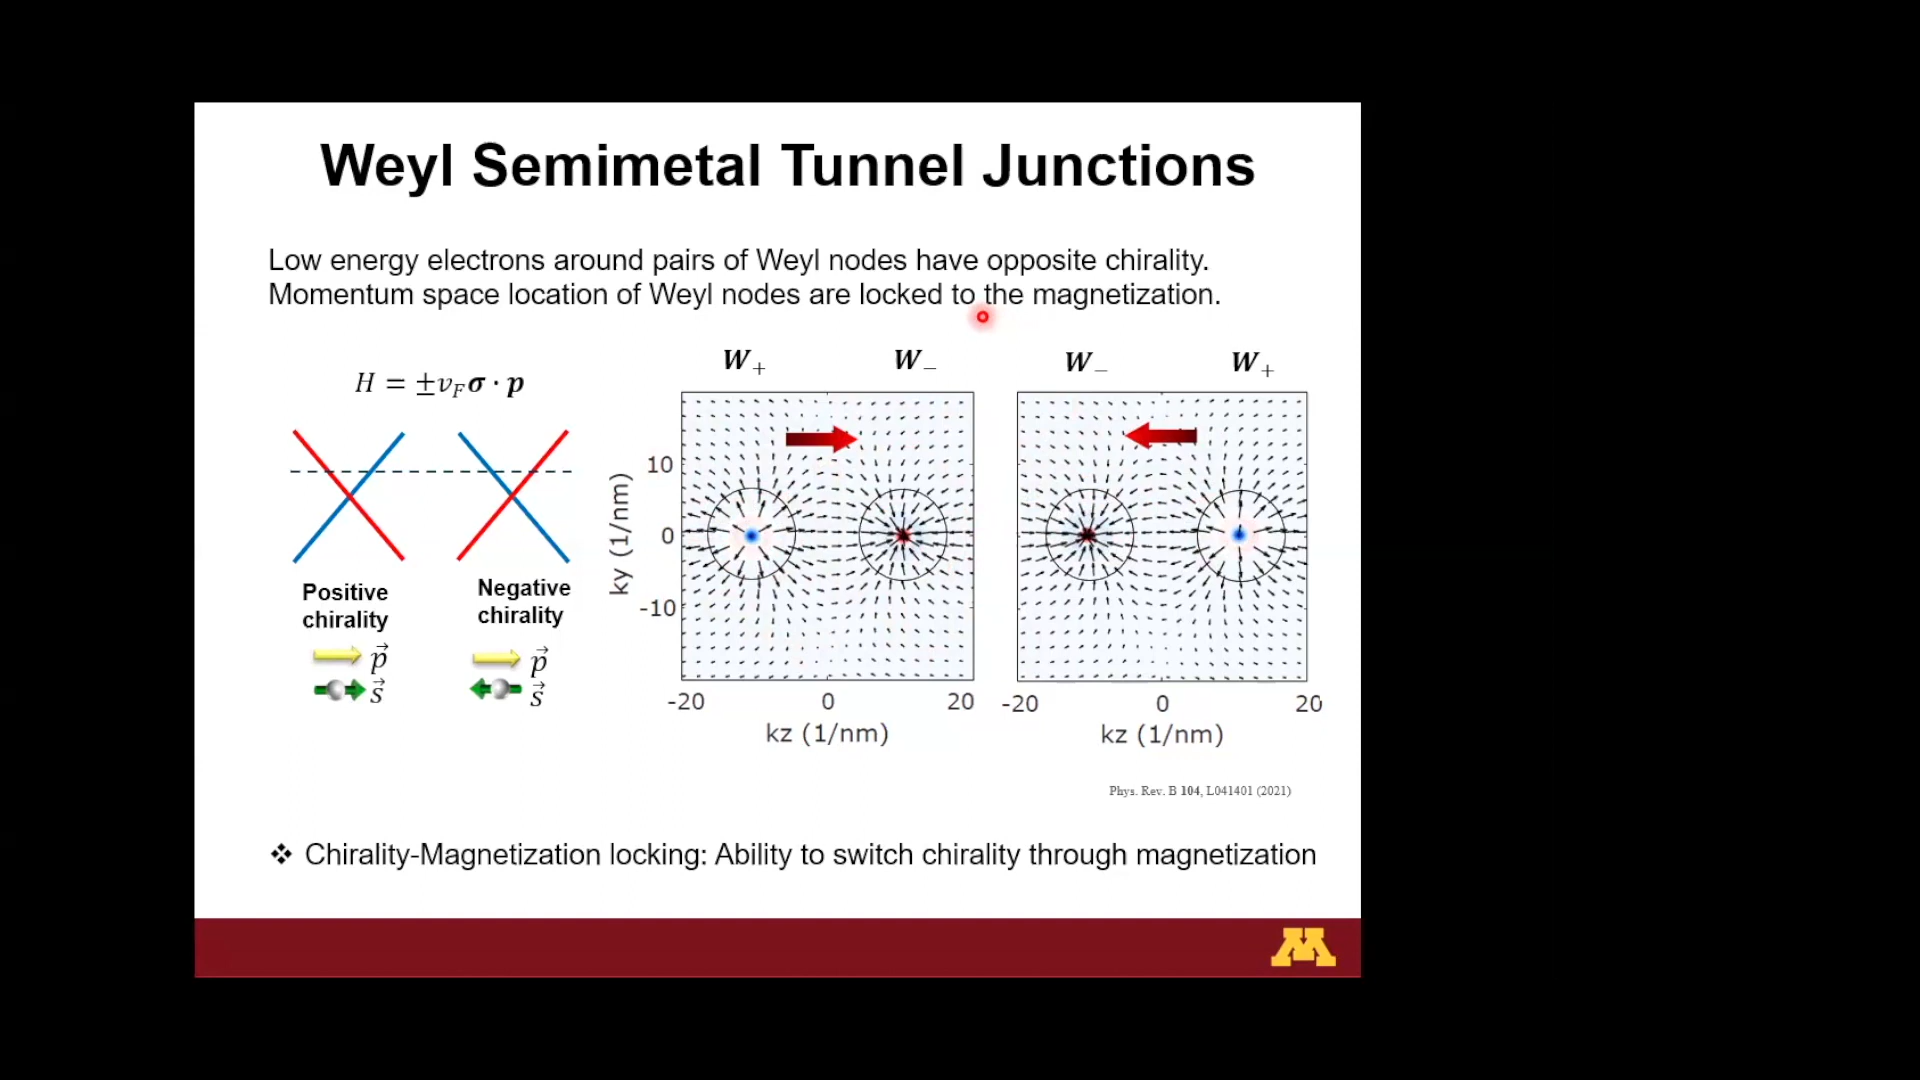 Weyl Semimetal Tunnel Junctions
Low energy electrons around pairs of Weyl nodes have opposite chirality.
Momentum space location of Weyl nodes are locked to the magnetization.
H = ±v_F σ · p
Positive
chirality
p⃗
s⃗
Negative
chirality
p⃗
s⃗
W₊ W₋
ky (1/nm)
10
0
-10
-20 0 20
kz (1/nm)
W₋ W₊
-20 0 20
kz (1/nm)
Phys. Rev. B 104, L041401 (2021)
❖ Chirality-Magnetization locking: Ability to switch chirality through magnetization
M